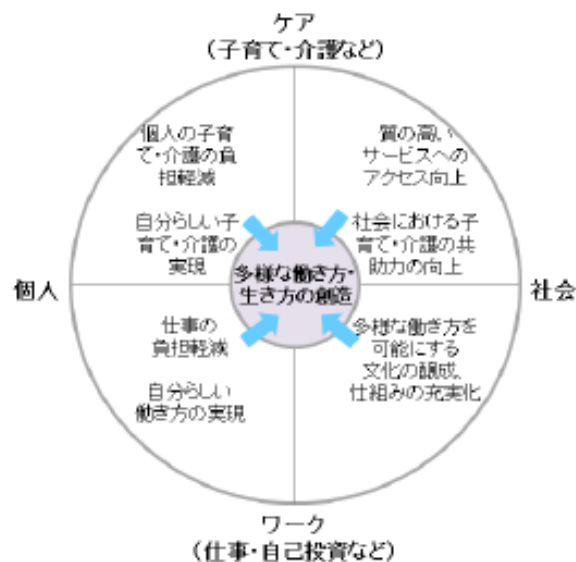 ケア
(子育て・介護など)
個人の子育
て・介護の負
担軽減
質の高い
サービスへの
アクセス向上
自分らしい子
育て・介護の
実現
社会における子
育て・介護の共
助力の向上
多様な働き方・
生き方の創造
個人
社会
仕事の
負担軽減
自分らしい
働き方の実現
多様な働き方を
可能にする
文化の醸成、
仕組みの充実化
ワーク
(仕事・自己投資など)